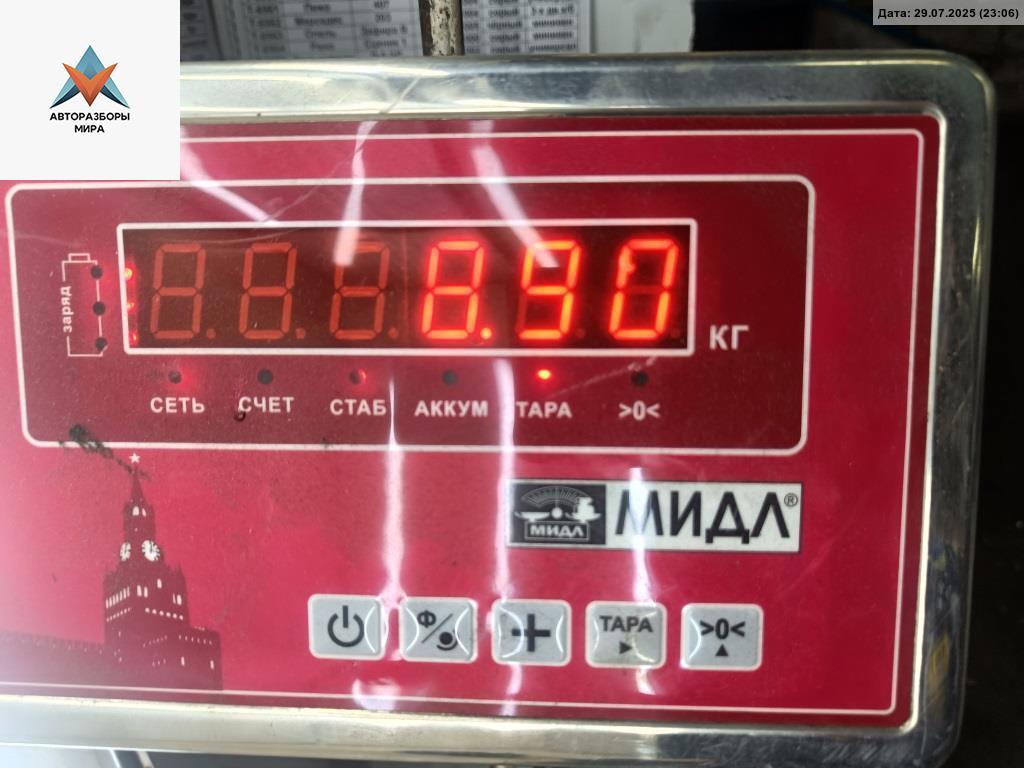 Дата: 29.07.2025 (23:06)
АВТОРАЗБОРЫ
МИРА
заряд
0.90
КГ
СЕТЬ СЧЕТ СТАБ АККУМ ТАРА >0<
МИДЛ МИДЛ®
Ф
ТАРА
>0<